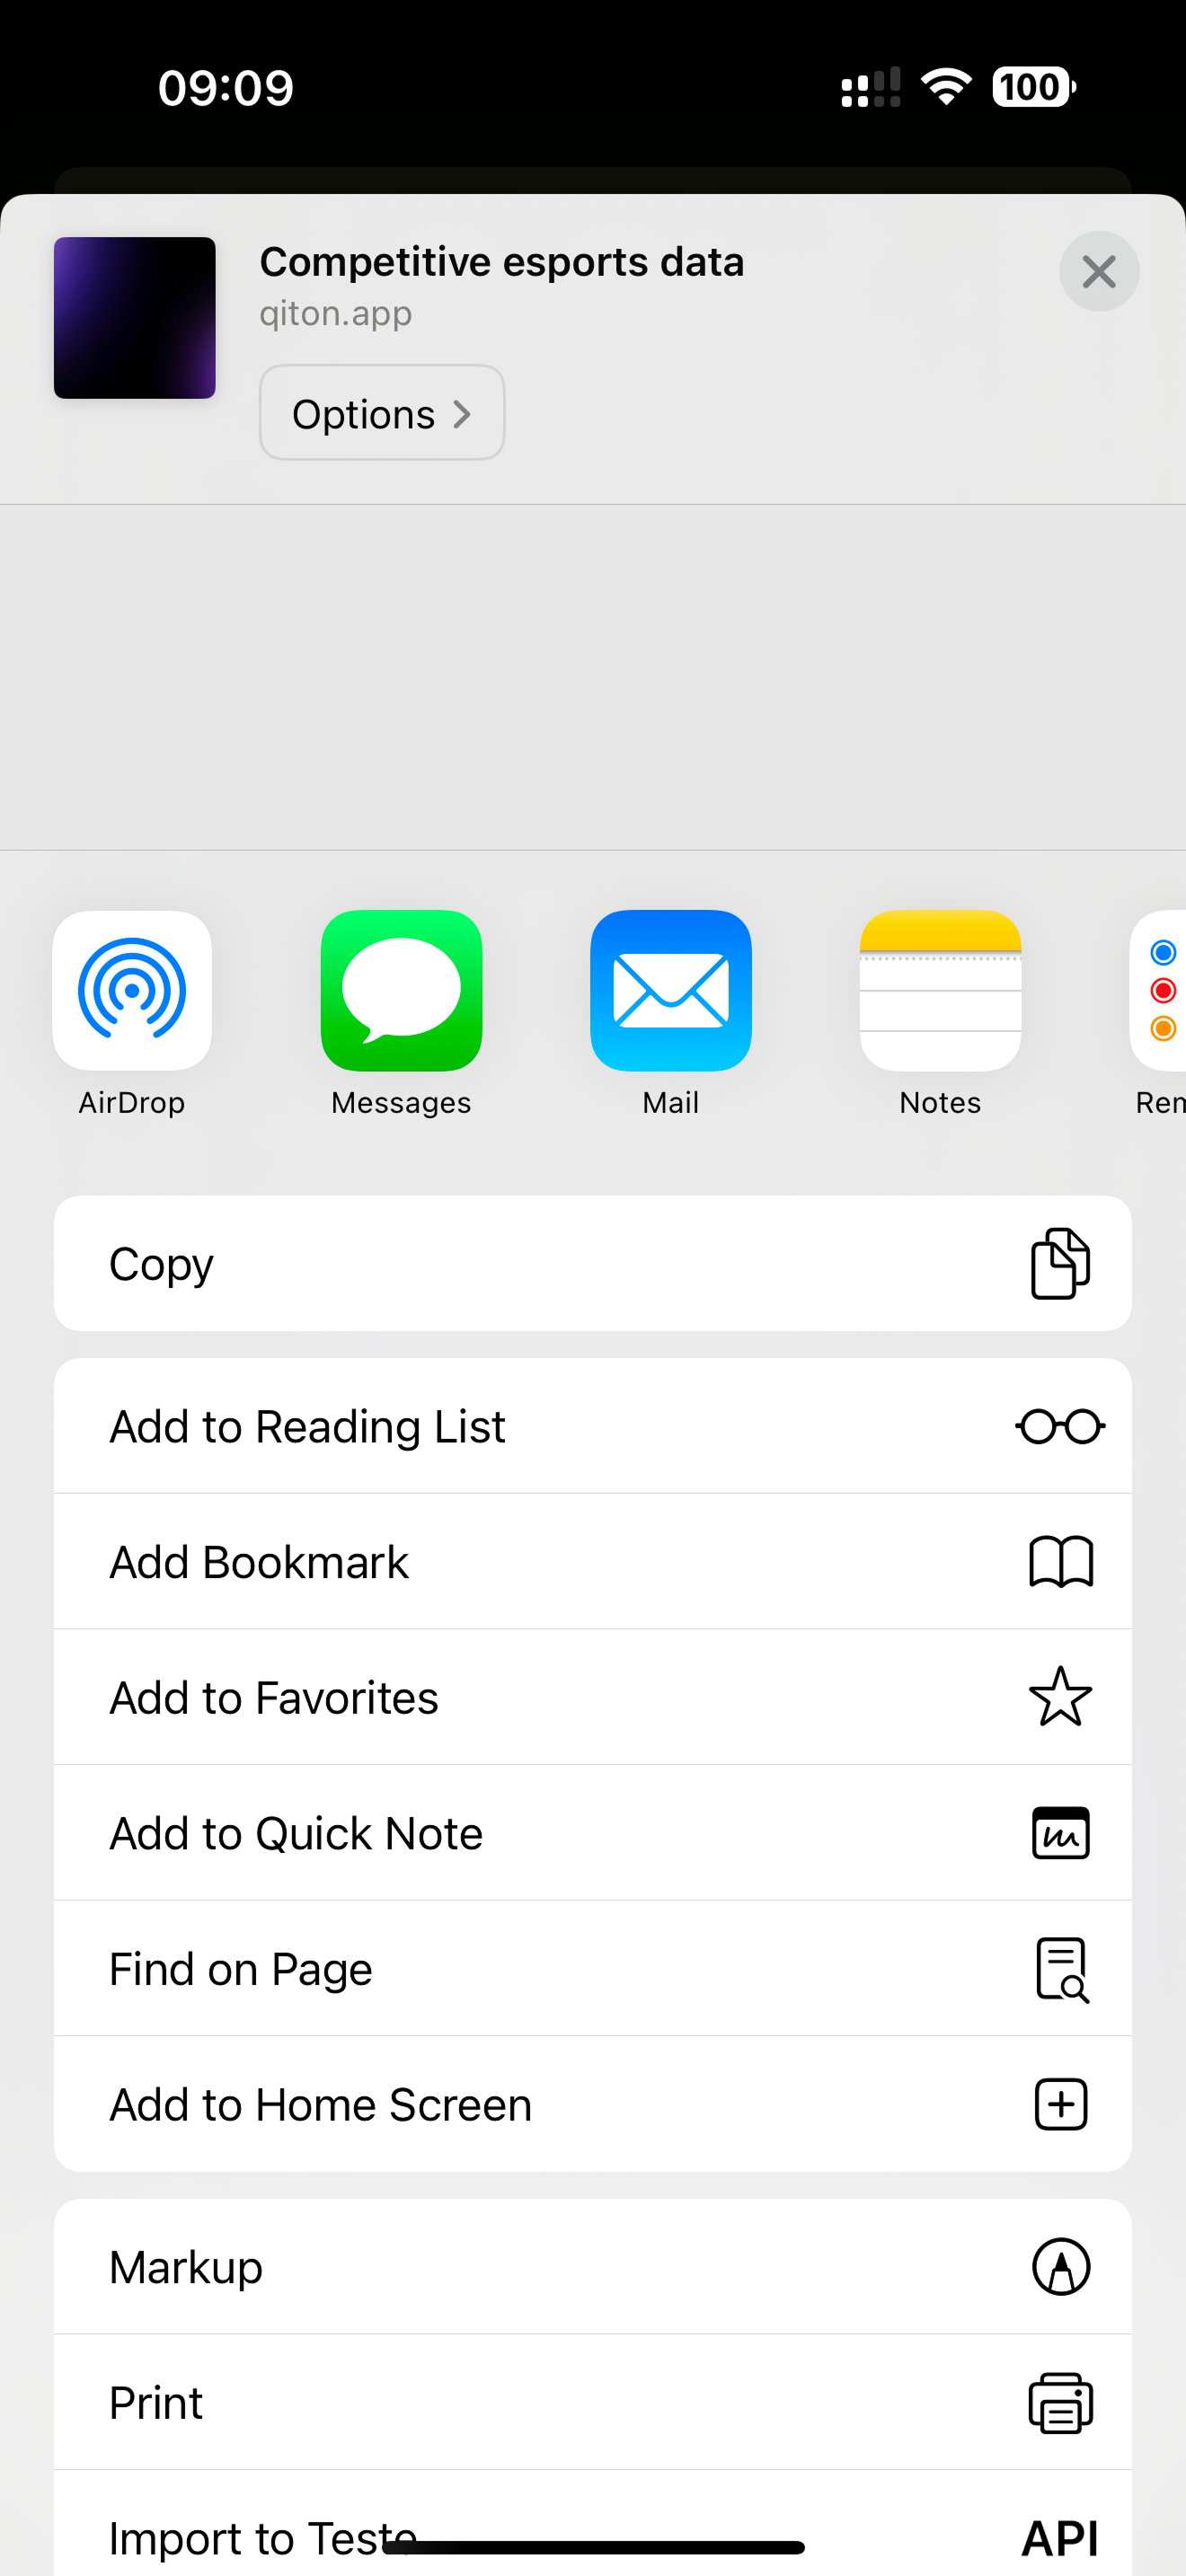 09:09
100
Competitive esports data
qiton.app
Options
AirDrop
Messages
Mail
Notes
Copy
Add to Reading List
Add Bookmark
Add to Favorites
Add to Quick Note
Find on Page
Add to Home Screen
Markup
Print
Import to
API